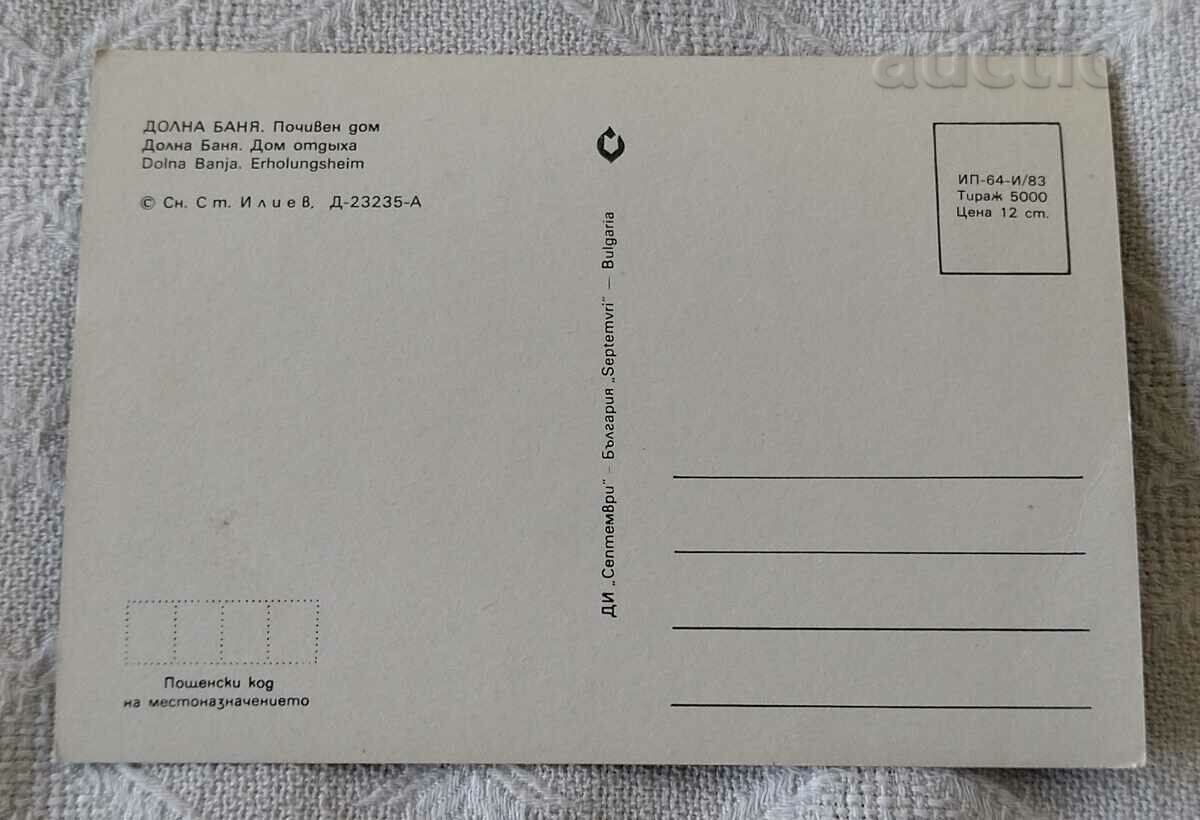 ДОЛНА БАНЯ. Почивен дом
Долна Баня. Дом отдыха
Dolna Banja. Erholungsheim
© Сн. Ст. Илиев, Д-23235-А
ДИ „Септември" – България „Septemvri" — Bulgaria
ИП-64-И/83
Тираж 5000
Цена 12 ст.
Пощенски код
на местоназначението
auctio